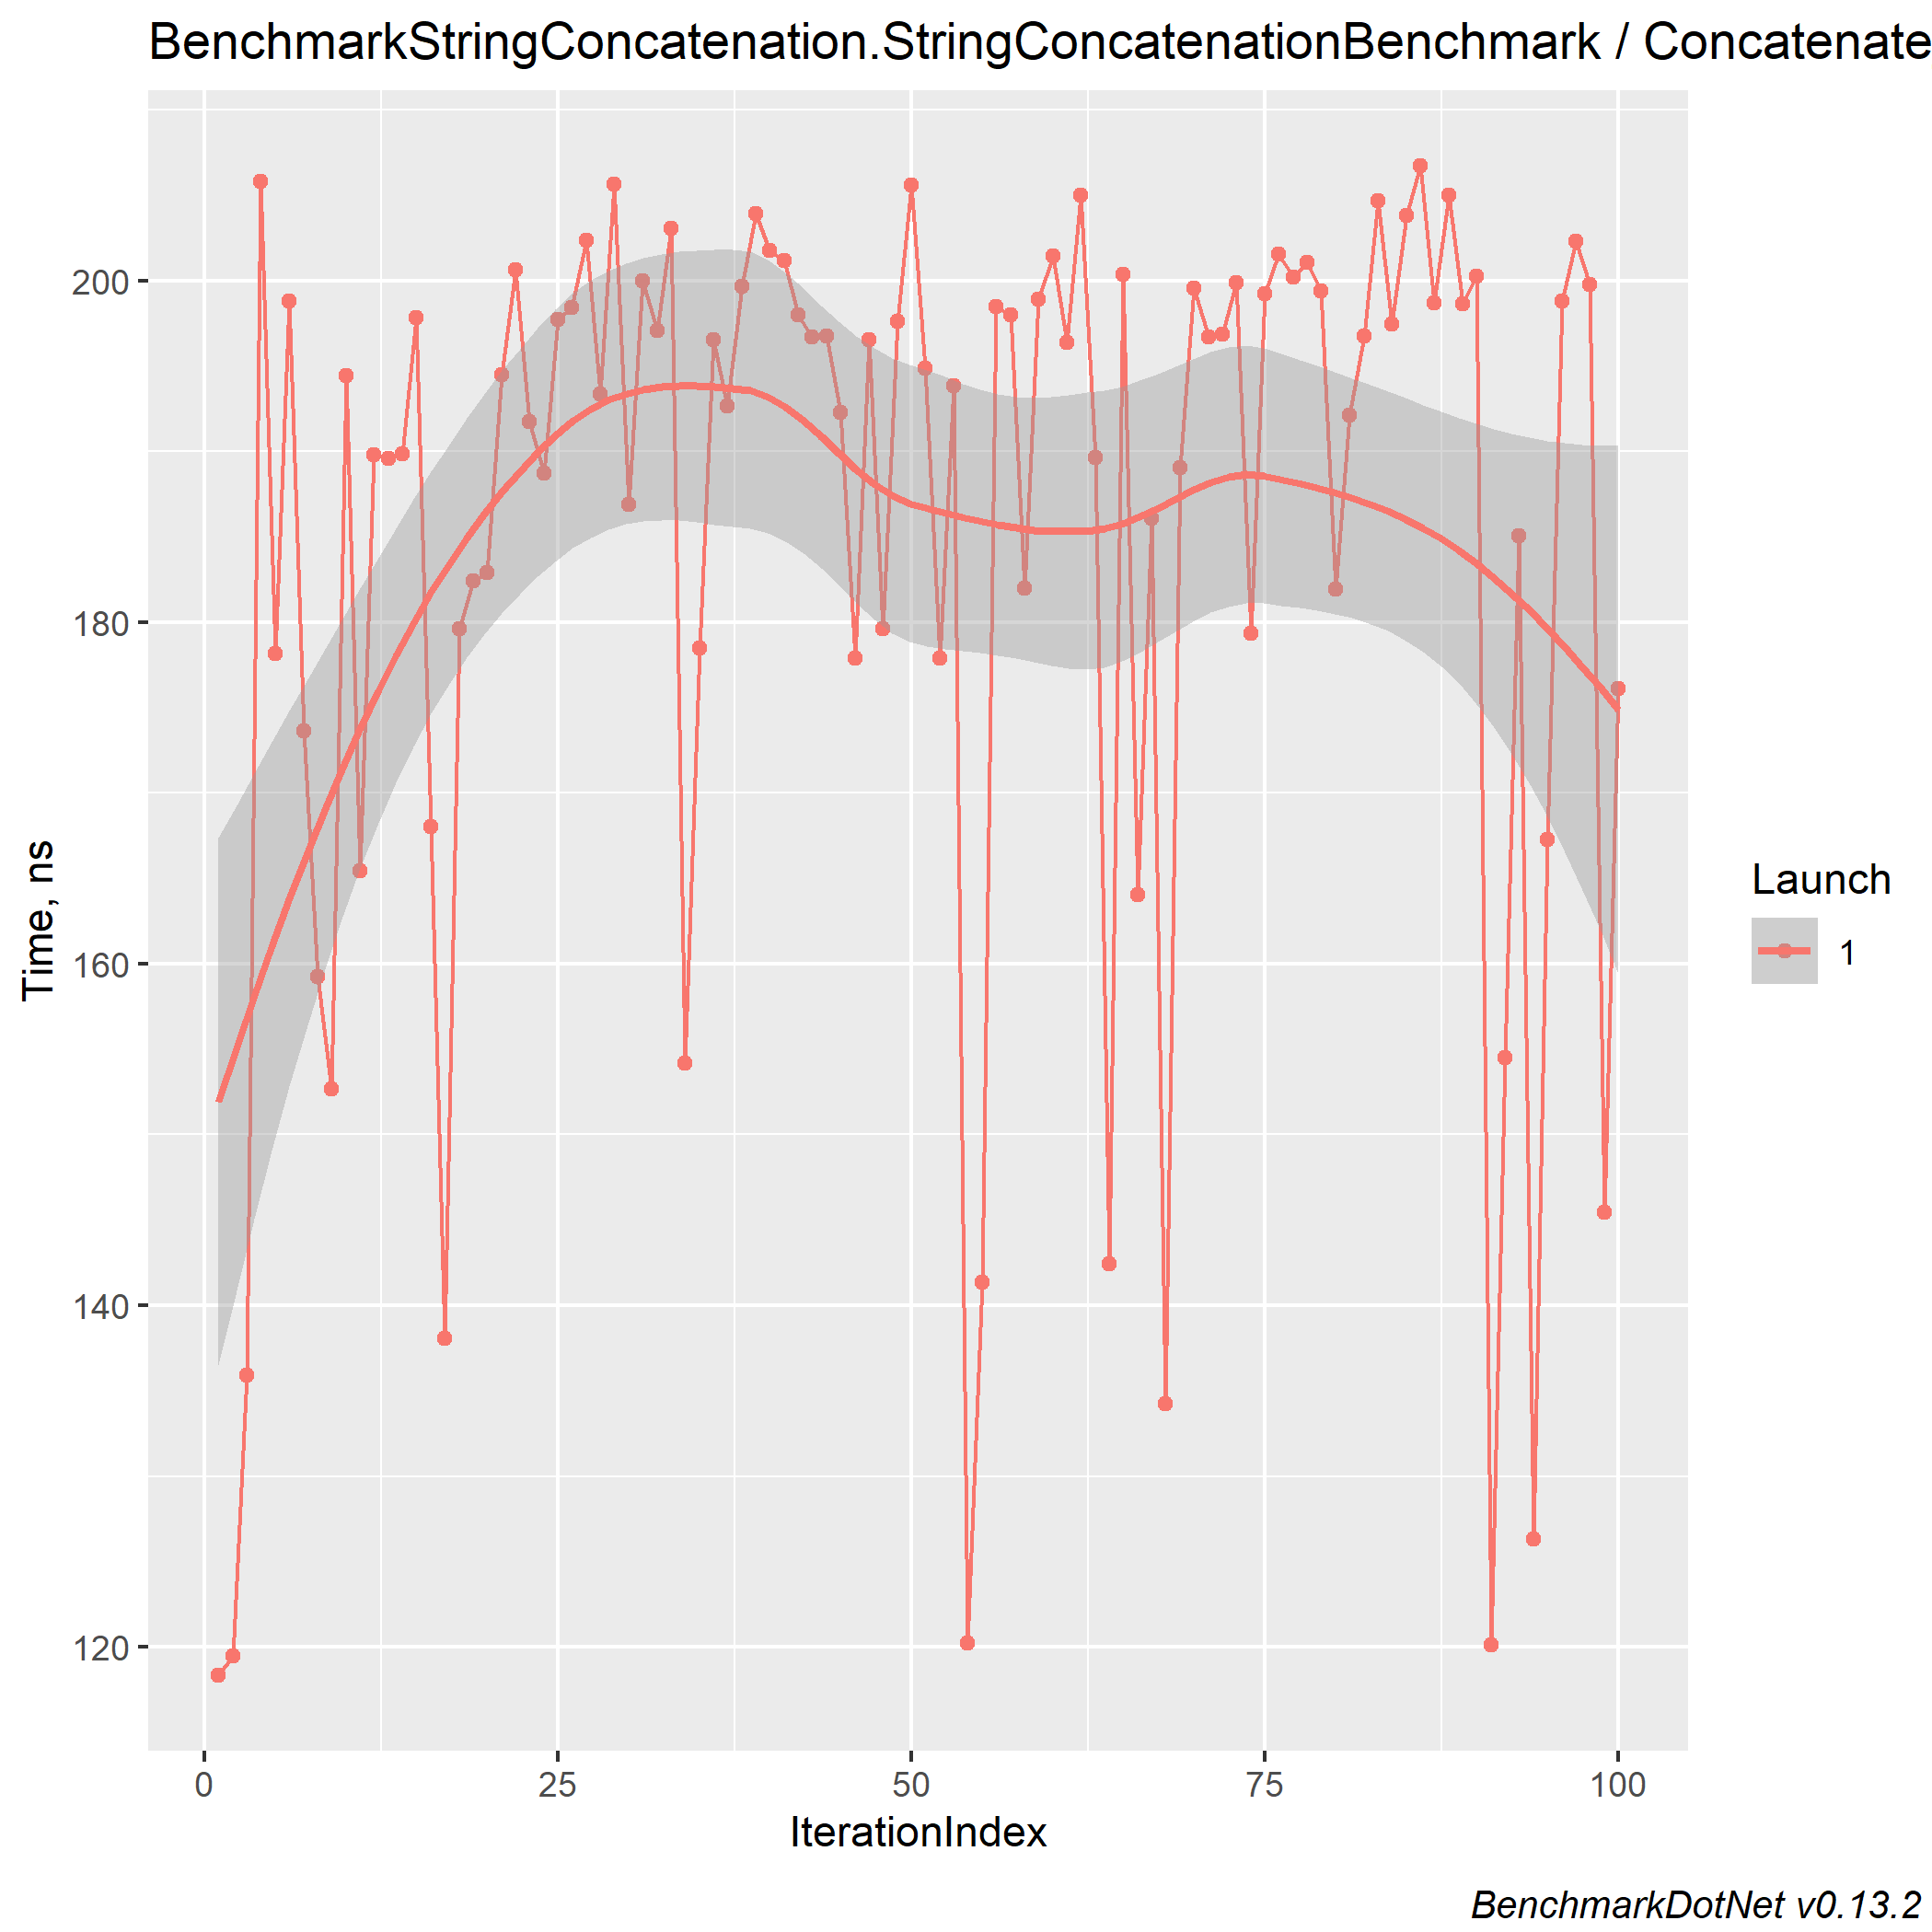 BenchmarkStringConcatenation.StringConcatenationBenchmark / Concatenate
Time, ns
200
180
160
140
120
0 25 50 75 100
IterationIndex
Launch
1
BenchmarkDotNet v0.13.2